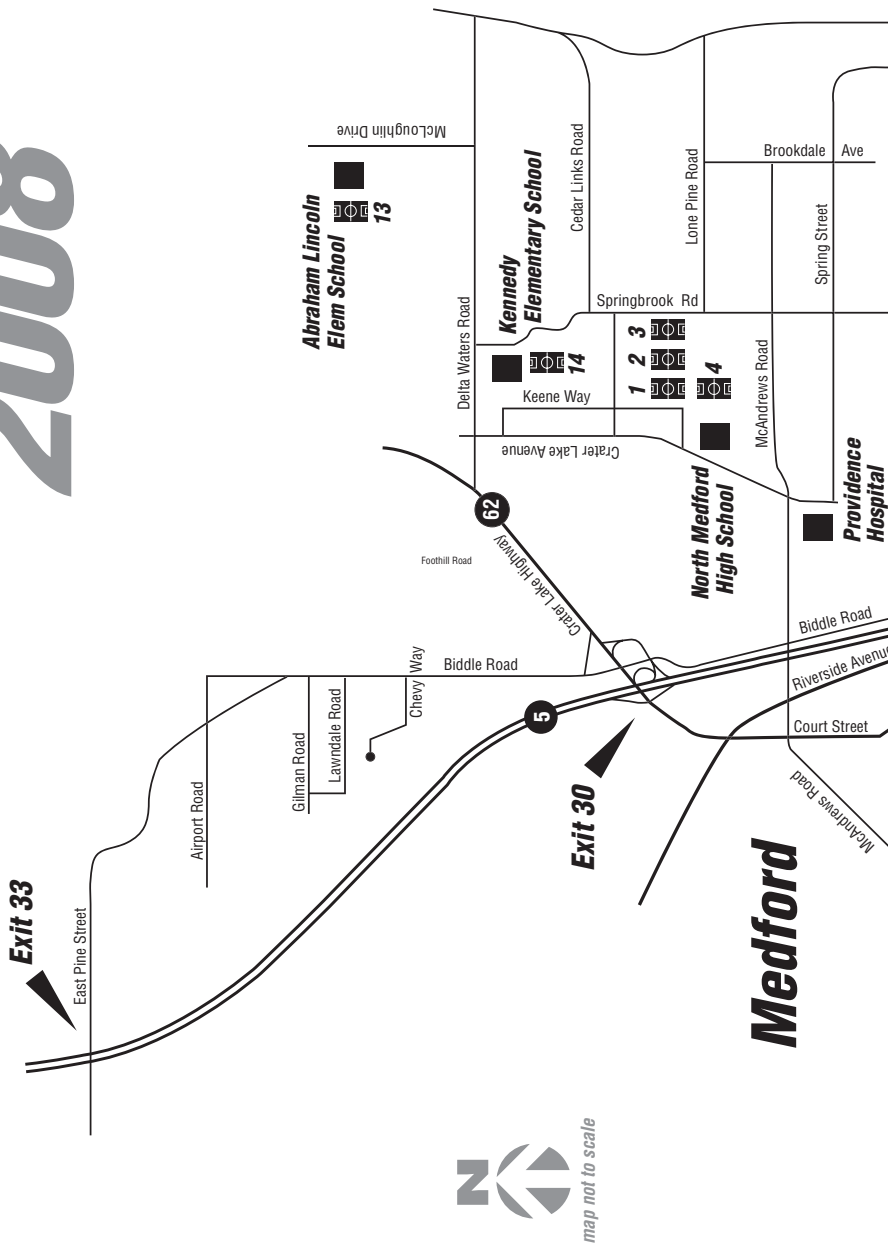 2008
McLoughlin Drive
Abraham Lincoln
Elem School
13
Kennedy
Elementary School
Cedar Links Road
Lone Pine Road
Brookdale Ave
Spring Street
Springbrook Rd
Delta Waters Road
14
1
2
3
4
Keene Way
Crater Lake Avenue
McAndrews Road
North Medford
High School
Providence
Hospital
62
Crater Lake Highway
Foothill Road
Biddle Road
Chevy Way
Lawndale Road
Gilman Road
Airport Road
5
Biddle Road
Riverside Avenue
Court Street
McAndrews Road
Exit 30
Exit 33
East Pine Street
Medford
N
map not to scale